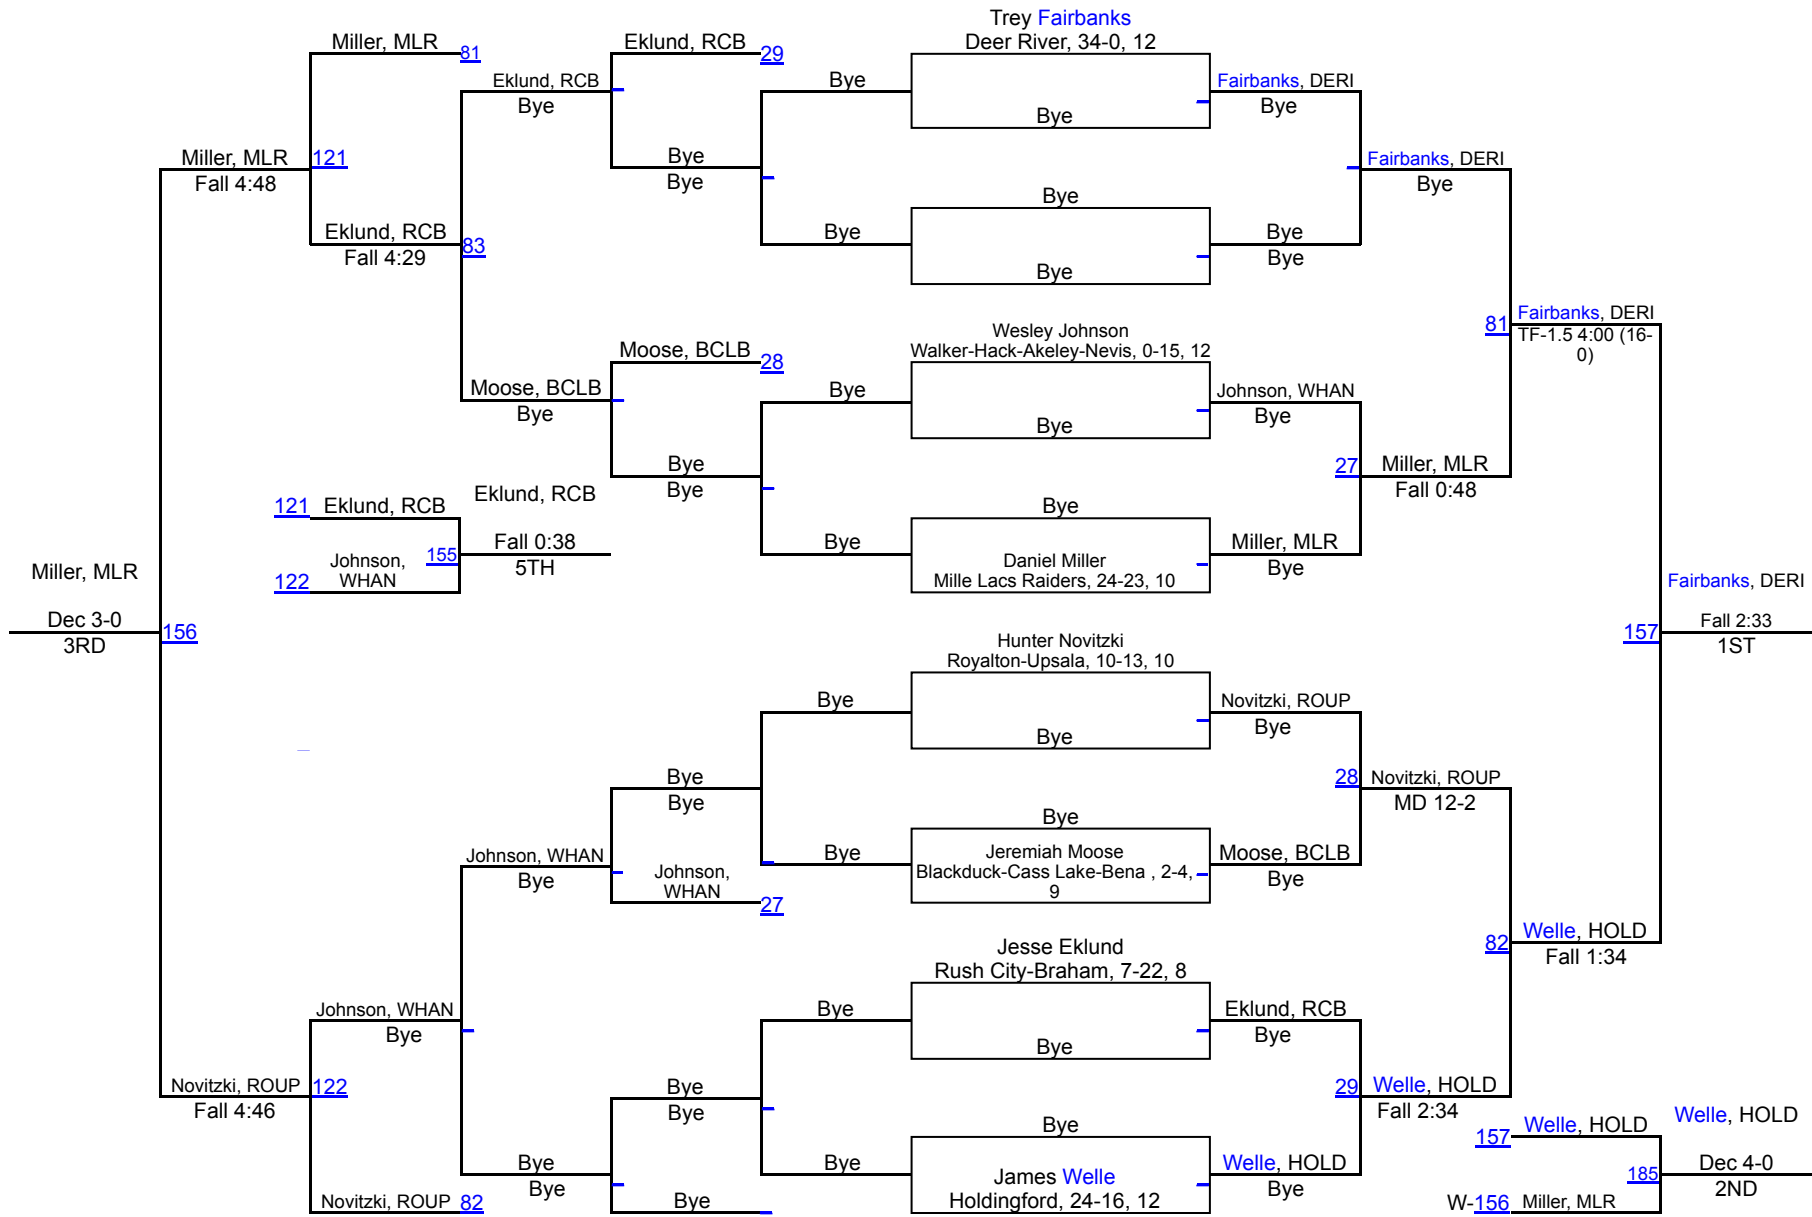 Trey Fairbanks
Deer River, 34-0, 12
Miller, MLR
81
Eklund, RCB
29
Eklund, RCB
Bye
Bye
Fairbanks, DERI
Bye
Bye
Miller, MLR
Fall 4:48
121
Bye
Bye
Fairbanks, DERI
Bye
Bye
Eklund, RCB
Fall 4:29
83
Bye
Bye
Bye
Bye
Wesley Johnson
Walker-Hack-Akeley-Nevis, 0-15, 12
81
Fairbanks, DERI
TF-1.5 4:00 (16-
0)
Moose, BCLB
28
Moose, BCLB
Bye
Bye
Johnson, WHAN
Bye
Bye
Bye
Bye
27
Miller, MLR
Fall 0:48
121
Eklund, RCB
Eklund, RCB
Bye
Johnson,
WHAN
122
155
Fall 0:38
5TH
Bye
Daniel Miller
Mille Lacs Raiders, 24-23, 10
Miller, MLR
Bye
Miller, MLR
Dec 3-0
3RD
156
Fairbanks, DERI
157
Fall 2:33
1ST
Hunter Novitzki
Royalton-Upsala, 10-13, 10
Bye
Bye
Novitzki, ROUP
Bye
Bye
Bye
28
Novitzki, ROUP
MD 12-2
Bye
Johnson, WHAN
Bye
Johnson,
WHAN
27
Bye
Jeremiah Moose
Blackduck-Cass Lake-Bena , 2-4,
9
Moose, BCLB
Bye
Jesse Eklund
Rush City-Braham, 7-22, 8
82
Welle, HOLD
Fall 1:34
Johnson, WHAN
Bye
Bye
Bye
Eklund, RCB
Bye
Novitzki, ROUP
Fall 4:46
122
Bye
Bye
29
Welle, HOLD
Fall 2:34
Bye
157
Welle, HOLD
Welle, HOLD
Bye
Bye
Bye
James Welle
Holdingford, 24-16, 12
Welle, HOLD
Bye
185
Dec 4-0
2ND
Novitzki, ROUP
82
Bye
W-156
Miller, MLR